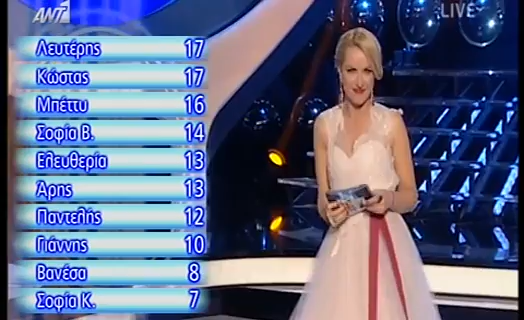 ANT1
LIVE
Λευτέρης 17
Κώστας 17
Μπέττυ 16
Σοφία Β. 14
Ελευθερία 13
Άρης 13
Παντελής 12
Γιάννης 10
Βανέσα 8
Σοφία Κ. 7